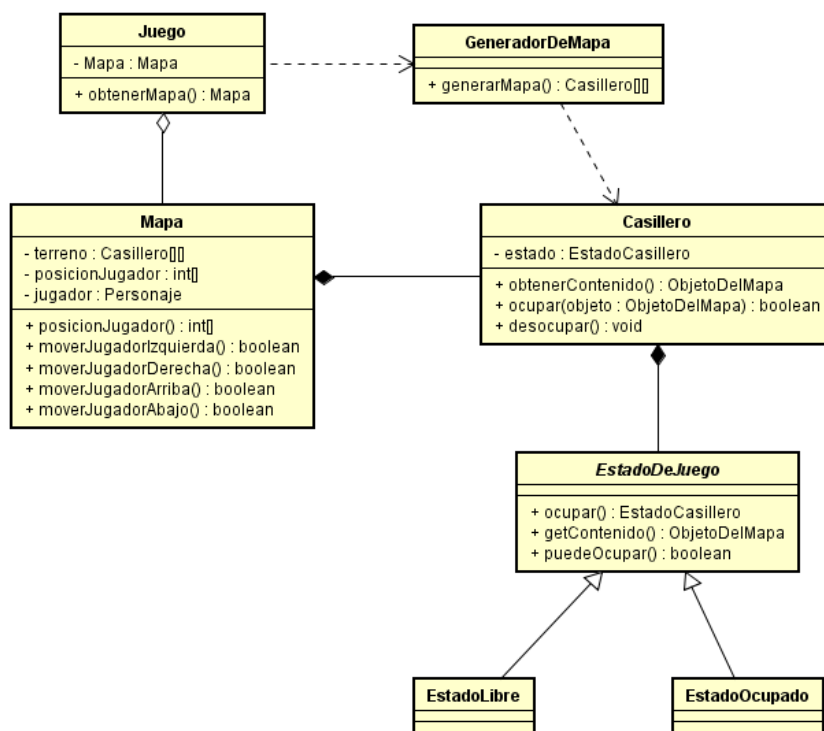 Juego
- Mapa : Mapa
+ obtenerMapa() : Mapa
GeneradorDeMapa
+ generarMapa() : Casillero[][]
Mapa
- terreno : Casillero[][]
- posicionJugador : int[]
- jugador : Personaje
+ posicionJugador() : int[]
+ moverJugadorIzquierda() : boolean
+ moverJugadorDerecha() : boolean
+ moverJugadorArriba() : boolean
+ moverJugadorAbajo() : boolean
Casillero
- estado : EstadoCasillero
+ obtenerContenido() : ObjetoDelMapa
+ ocupar(objeto : ObjetoDelMapa) : boolean
+ desocupar() : void
EstadoDeJuego
+ ocupar() : EstadoCasillero
+ getContenido() : ObjetoDelMapa
+ puedeOcupar() : boolean
EstadoLibre
EstadoOcupado